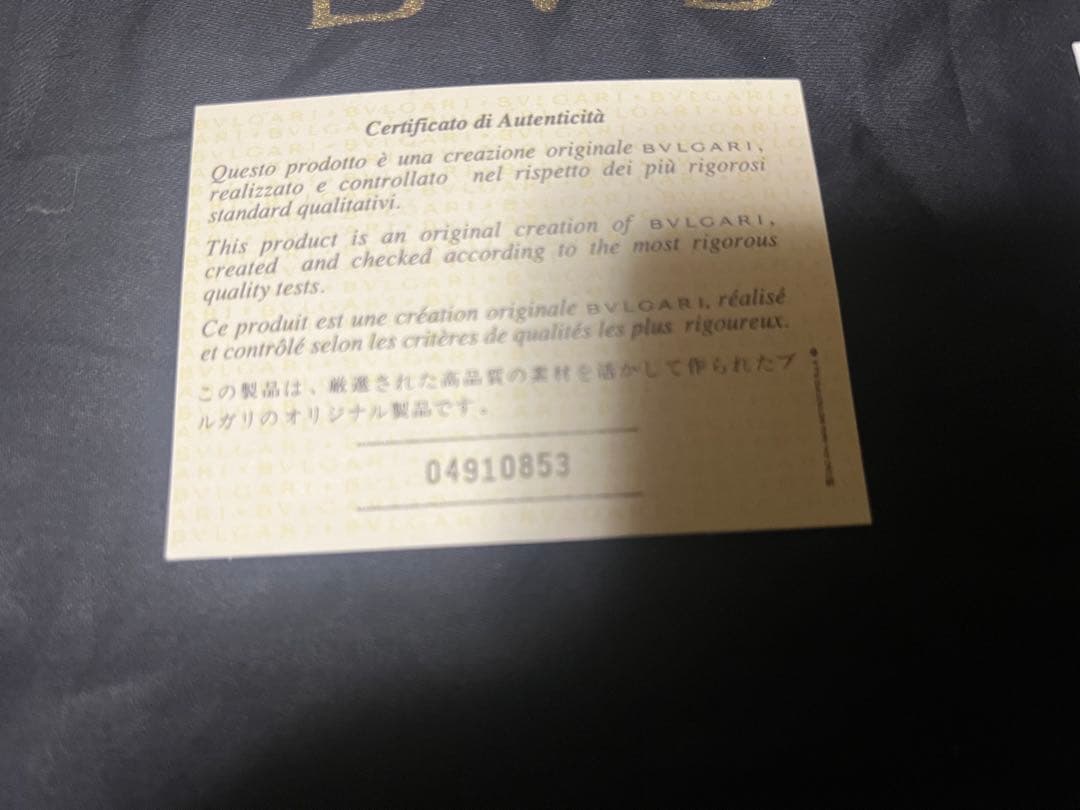 BV
Certificato di Autenticità
Questo prodotto è una creazione originale BVLGARI,
realizzato e controllato nel rispetto dei più rigorosi
standard qualitativi.
This product is an original creation of BVLGARI,
created and checked according to the most rigorous
quality tests.
Ce produit est une création originale BVLGARI, réalisé
et contrôlé selon les critères de qualités les plus rigoureux.
この製品は、厳選された高品質の素材を活かして作られたブ
ルガリのオリジナル製品です。
04910853